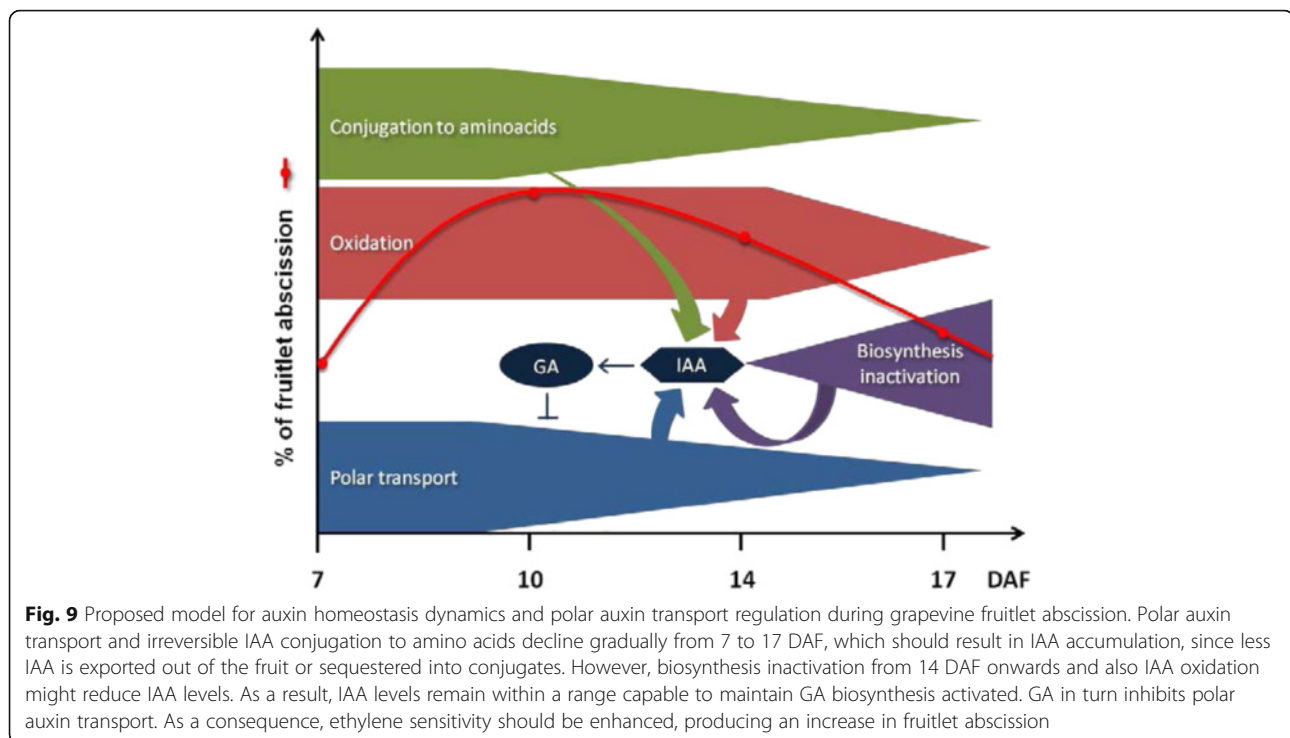 % of fruitlet abscission
Conjugation to aminoacids
Oxidation
GA
IAA
Biosynthesis
inactivation
Polar transport
7 10 14 17 DAF
Fig. 9 Proposed model for auxin homeostasis dynamics and polar auxin transport regulation during grapevine fruitlet abscission. Polar auxin
transport and irreversible IAA conjugation to amino acids decline gradually from 7 to 17 DAF, which should result in IAA accumulation, since less
IAA is exported out of the fruit or sequestered into conjugates. However, biosynthesis inactivation from 14 DAF onwards and also IAA oxidation
might reduce IAA levels. As a result, IAA levels remain within a range capable to maintain GA biosynthesis activated. GA in turn inhibits polar
auxin transport. As a consequence, ethylene sensitivity should be enhanced, producing an increase in fruitlet abscission